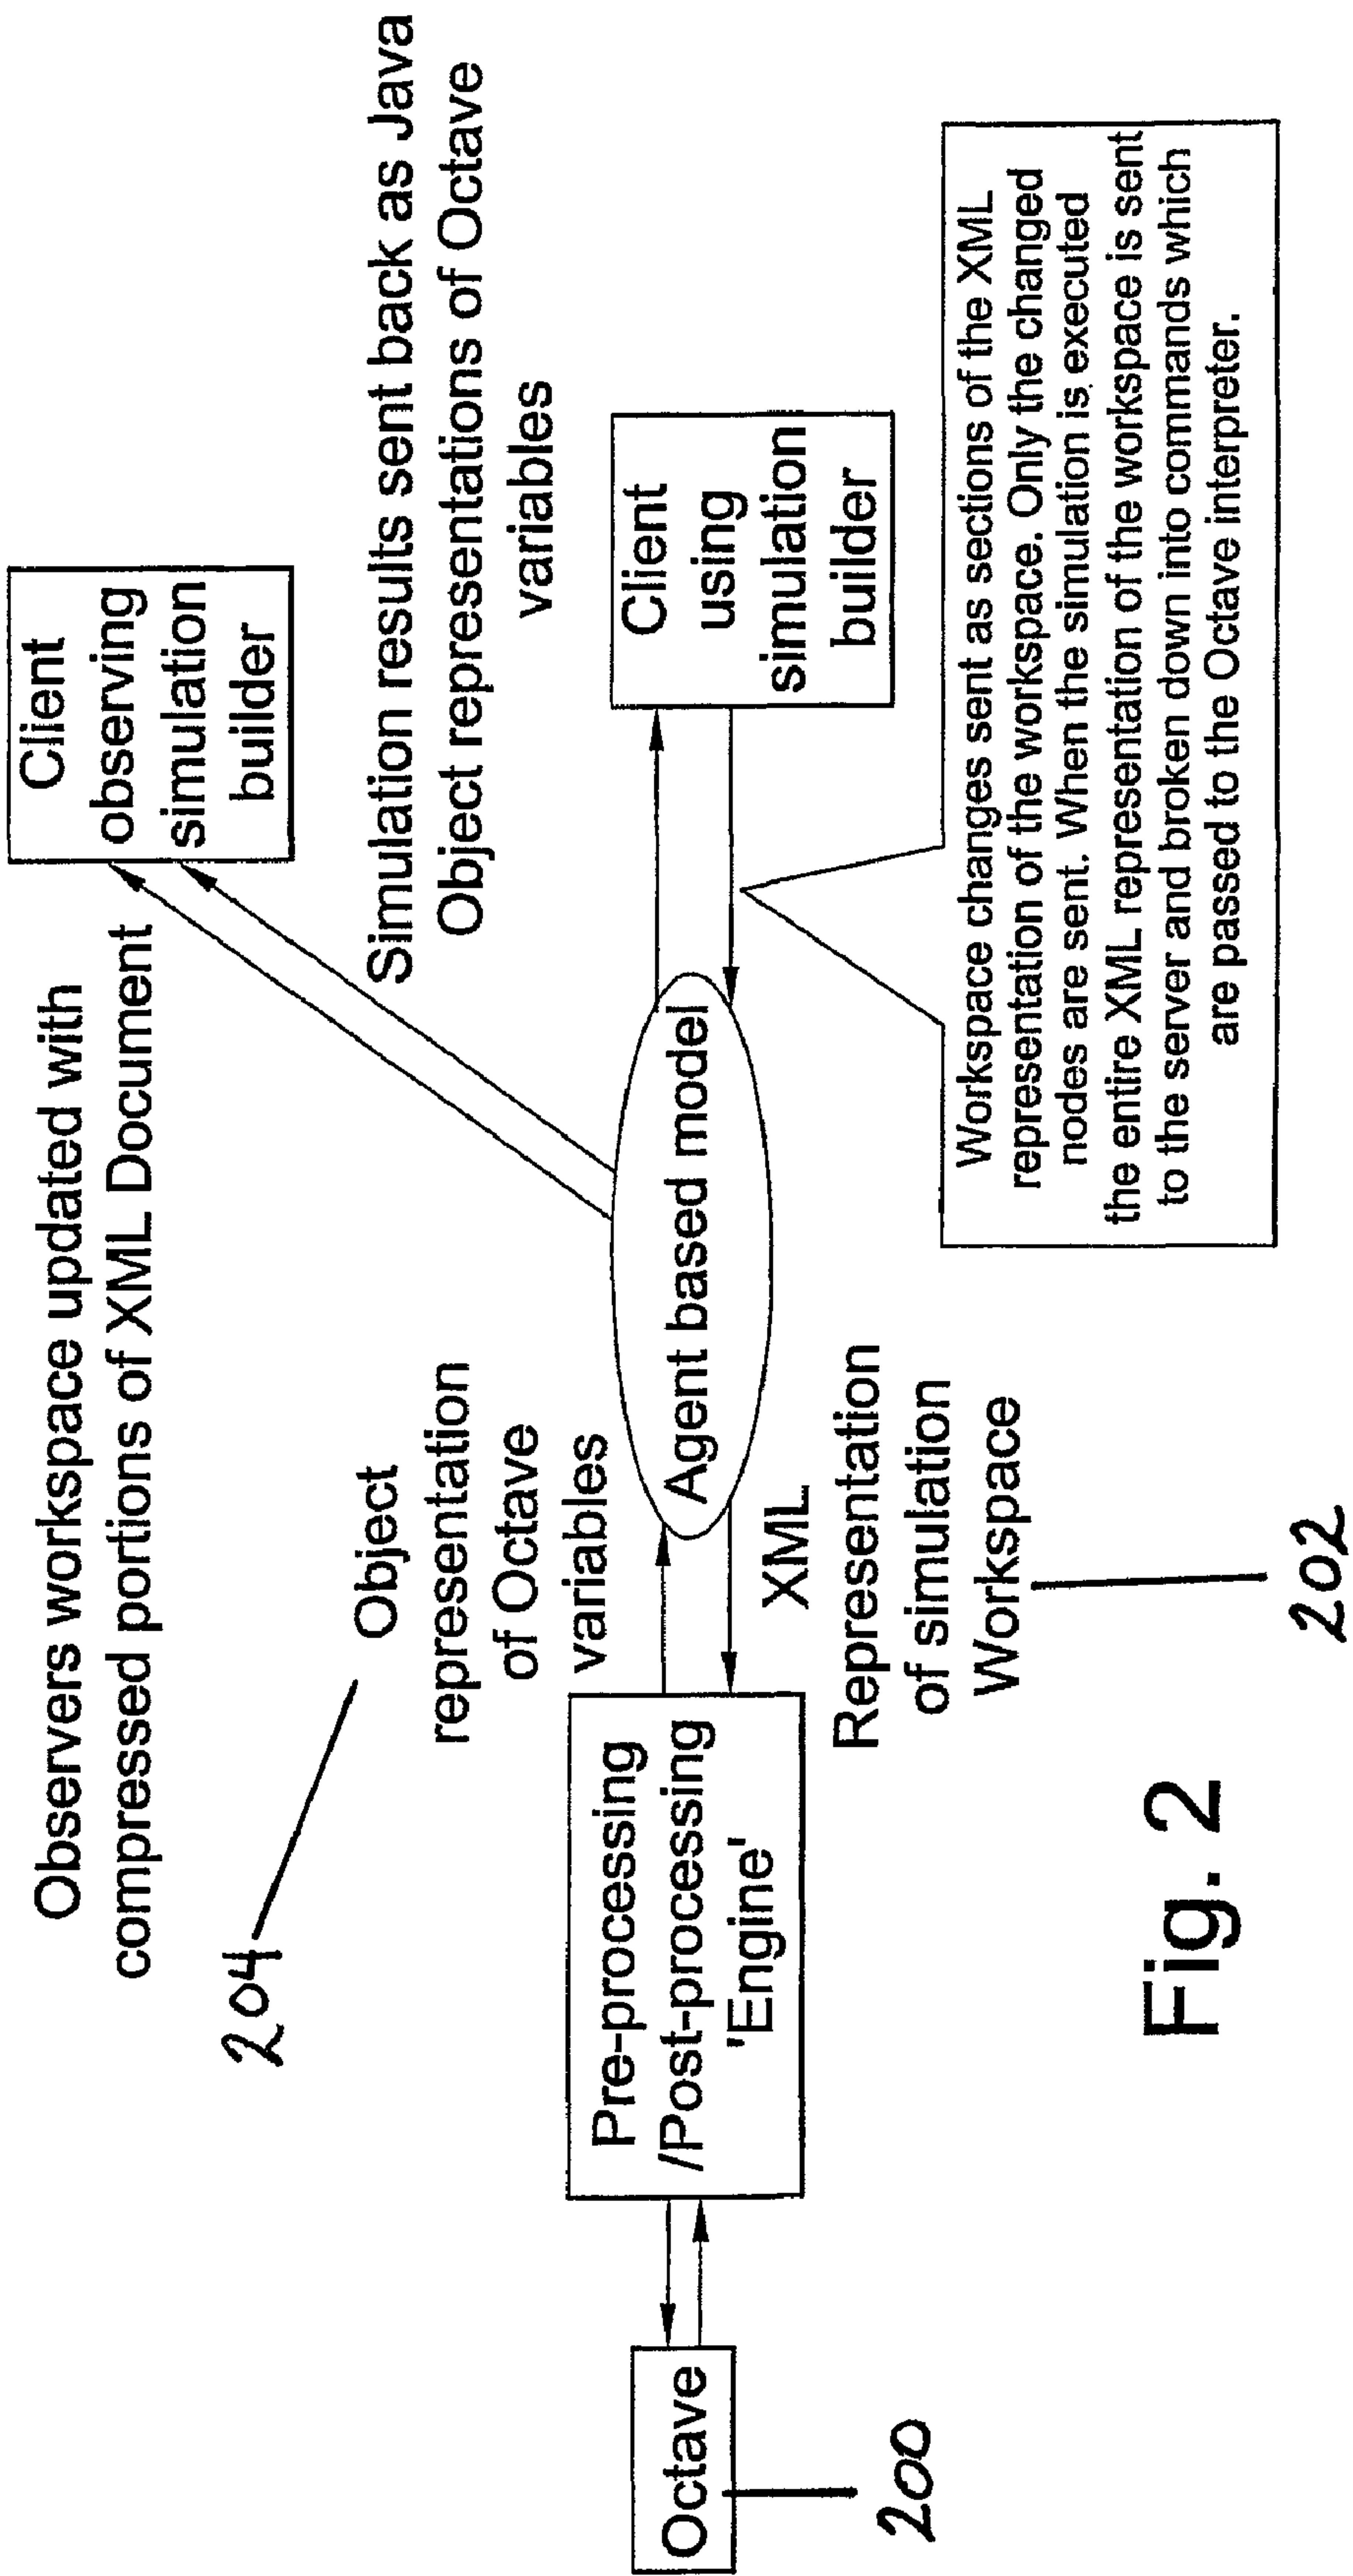 Observers workspace updated with
compressed portions of XML Document
Client
observing
simulation
builder
204
Object
representation
of Octave
variables
Simulation results sent back as Java
Object representations of Octave
variables
Octave
200
Pre-processing
/Post-processing
'Engine'
Agent based model
Client
using
simulation
builder
XML
Representation
of simulation
Workspace
202
Workspace changes sent as sections of the XML
representation of the workspace. Only the changed
nodes are sent. When the simulation is executed
the entire XML representation of the workspace is sent
to the server and broken down into commands which
are passed to the Octave interpreter.
Fig. 2